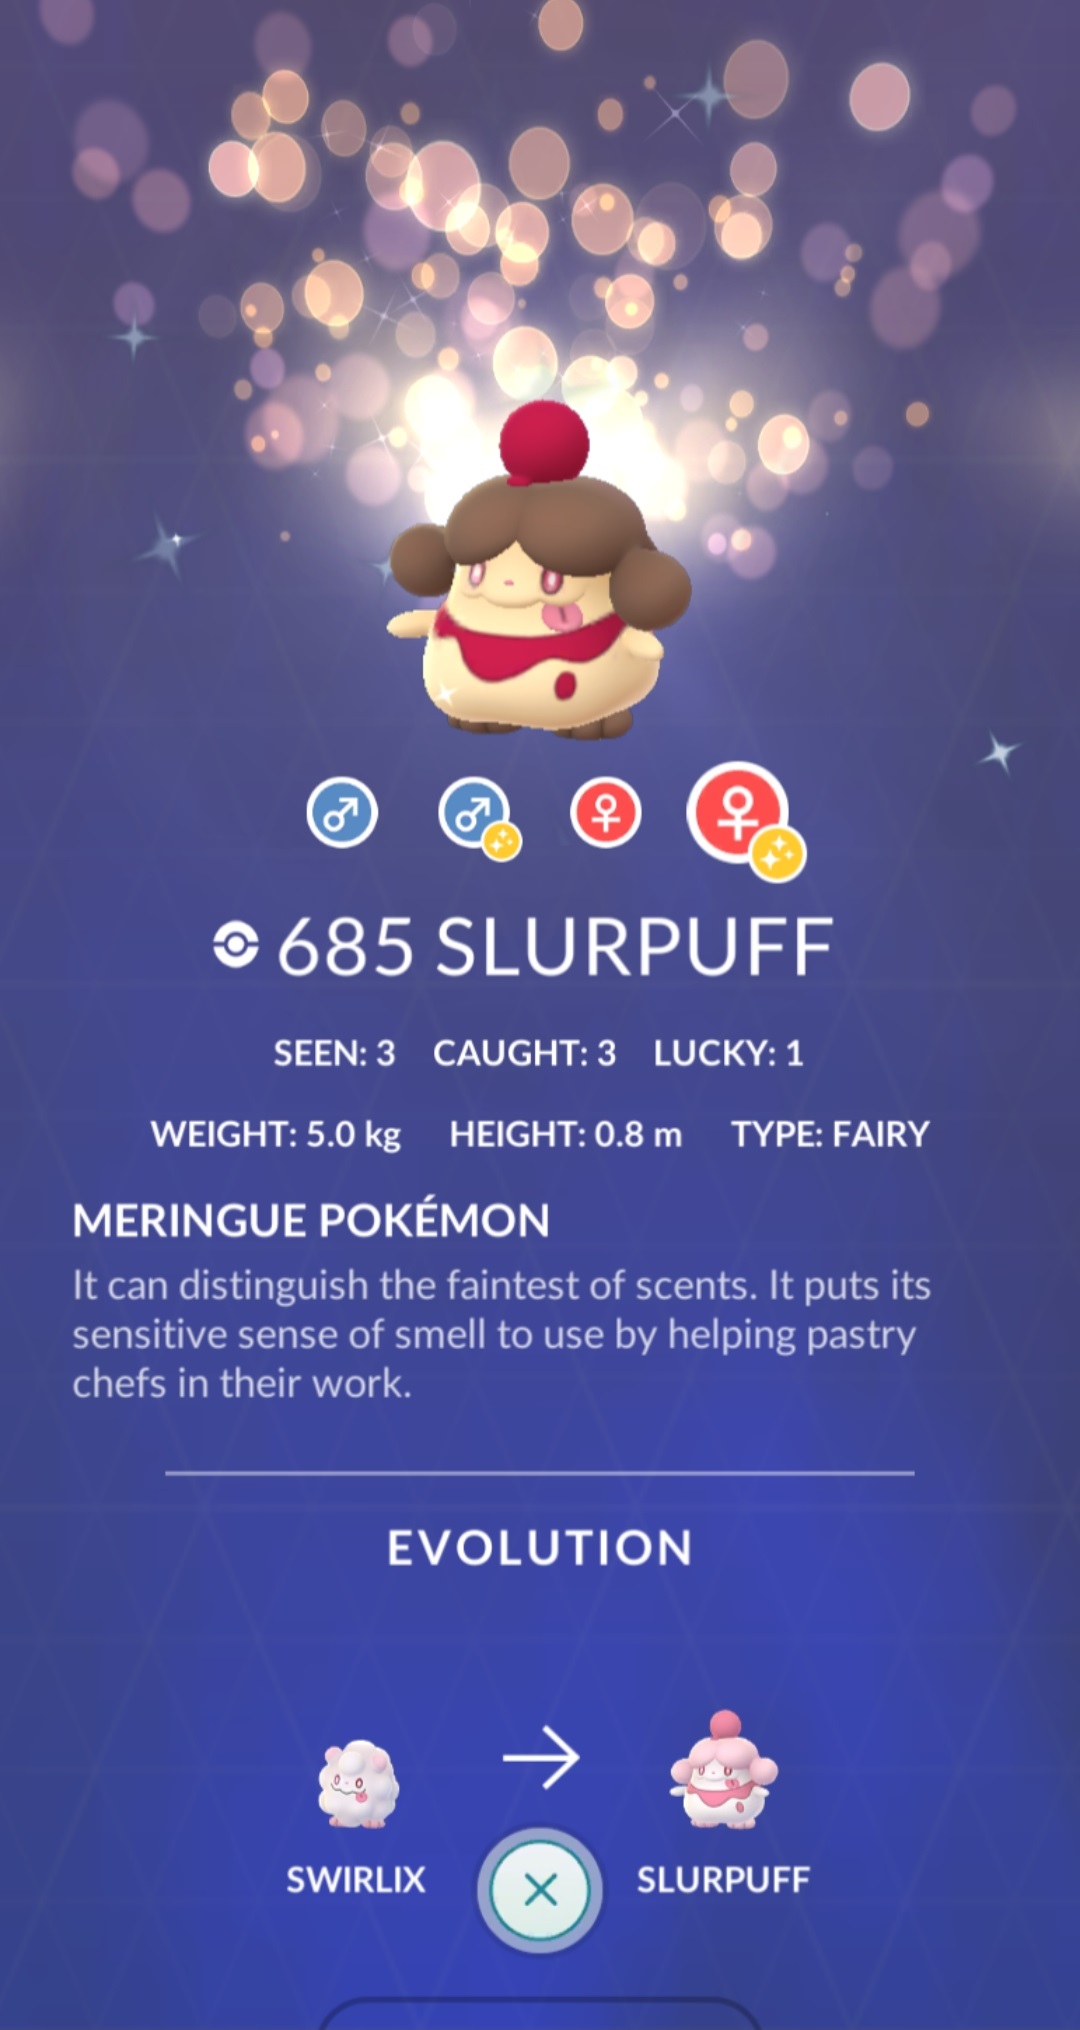 685 SLURPUFF
SEEN: 3 CAUGHT: 3 LUCKY: 1
WEIGHT: 5.0 kg HEIGHT: 0.8 m TYPE: FAIRY
MERINGUE POKÉMON
It can distinguish the faintest of scents. It puts its
sensitive sense of smell to use by helping pastry
chefs in their work.
EVOLUTION
SWIRLIX SLURPUFF